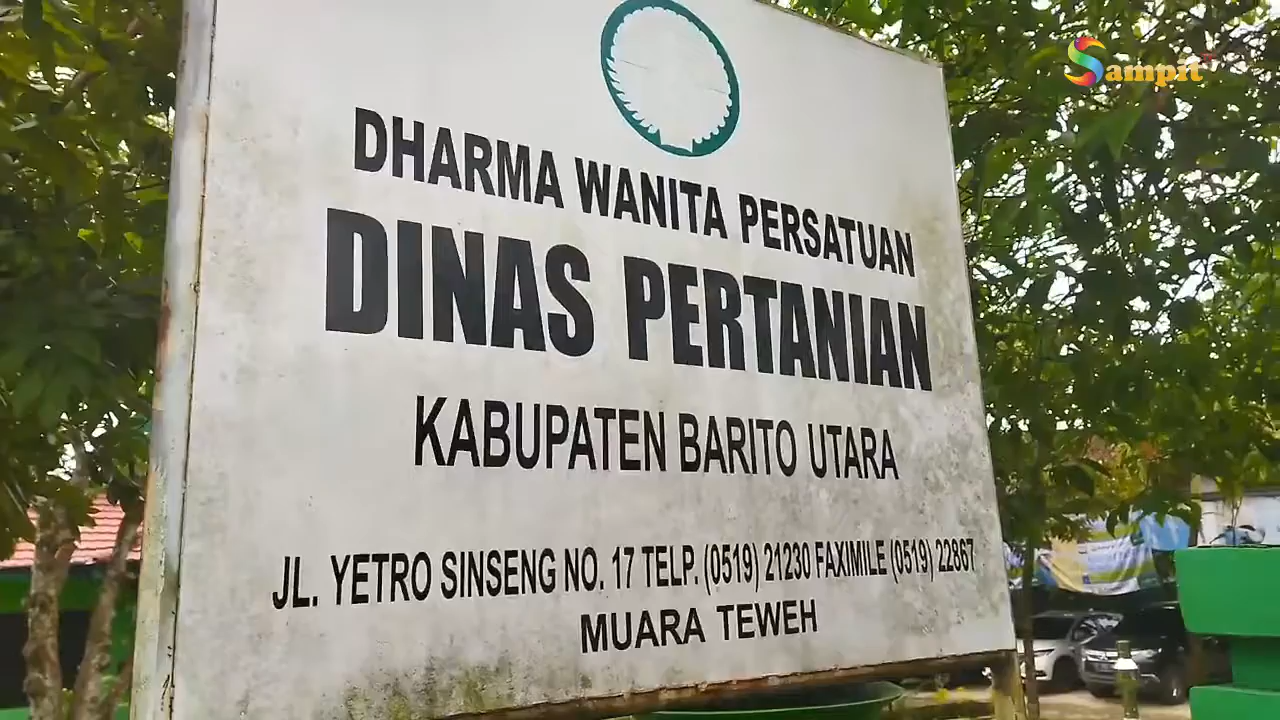 Sampit
DHARMA WANITA PERSATUAN
DINAS PERTANIAN
KABUPATEN BARITO UTARA
JL. YETRO SINSENG NO. 17 TELP. (0519) 21230 FAXIMILE (0519) 22867
MUARA TEWEH